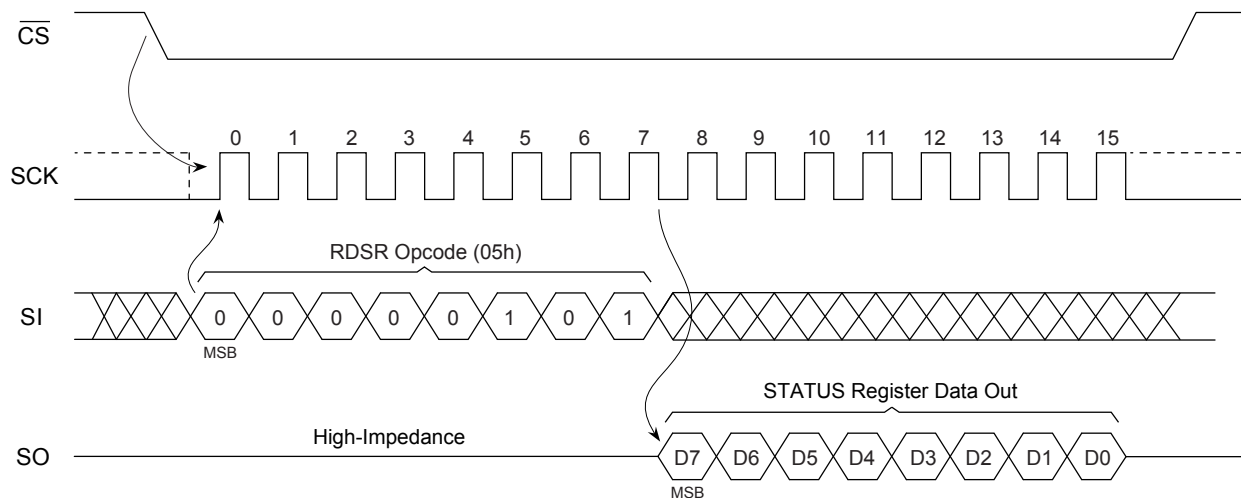 CS
0 1 2 3 4 5 6 7 8 9 10 11 12 13 14 15
SCK
RDSR Opcode (05h)
SI 0 0 0 0 0 1 0 1
MSB
STATUS Register Data Out
High-Impedance
SO D7 D6 D5 D4 D3 D2 D1 D0
MSB